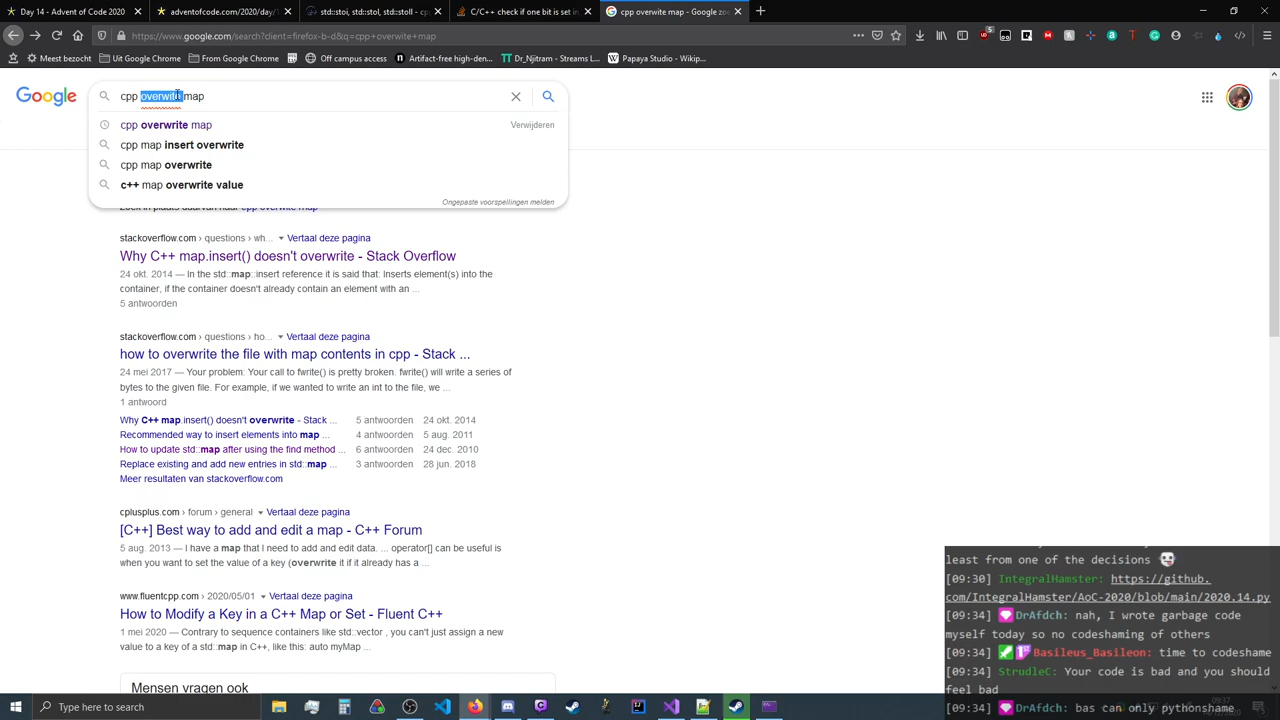 Day 14 - Advent of Code 2020
adventofcode.com/2020/day/
std::stoi, std::stol, std::stoll - cp
C/C++ check if one bit is set in
cpp overwrite map - Google zoe
https://www.google.com/search?client=firefox-b-d&q=cpp+overwite+map
Meest bezocht
Uit Google Chrome
From Google Chrome
Off campus access
Artifact-free high-den...
Dr_Njitram - Streams L...
Papaya Studio - Wikip...
Google
cpp overwite map
cpp overwrite map
Verwijderen
cpp map insert overwrite
cpp map overwrite
c++ map overwrite value
Ongepaste voorspellingen melden
Zoek in plaats daarvan naar cpp overwite map
stackoverflow.com › questions › wh... Vertaal deze pagina
Why C++ map.insert() doesn't overwrite - Stack Overflow
24 okt. 2014 — In the std::map::insert reference it is said that: Inserts element(s) into the
container, if the container doesn't already contain an element with an ...
5 antwoorden
stackoverflow.com › questions › ho... Vertaal deze pagina
how to overwrite the file with map contents in cpp - Stack ...
24 mei 2017 — Your problem: Your call to fwrite() is pretty broken. fwrite() will write a series of
bytes to the given file. For example, if we wanted to write an int to the file, we ...
1 antwoord
Why C++ map.insert() doesn't overwrite - Stack ... 5 antwoorden 24 okt. 2014
Recommended way to insert elements into map ... 4 antwoorden 5 aug. 2011
How to update std::map after using the find method ... 6 antwoorden 24 dec. 2010
Replace existing and add new entries in std::map ... 3 antwoorden 28 jun. 2018
Meer resultaten van stackoverflow.com
cplusplus.com › forum › general Vertaal deze pagina
[C++] Best way to add and edit a map - C++ Forum
5 aug. 2013 — I have a map that I need to add and edit data. ... operator[] can be useful is
when you want to set the value of a key (overwrite it if it already has a ...
www.fluentcpp.com › 2020/05/01 Vertaal deze pagina
How to Modify a Key in a C++ Map or Set - Fluent C++
1 mei 2020 — Contrary to sequence containers like std::vector , you can't just assign a new
value to a key of a std::map in C++, like this: auto myMap ...
Mensen vragen ook
least from one of the decisions
[09:30] IntegralHamster: https://github.
com/IntegralHamster/AoC-2020/blob/main/2020.14.py
[09:34] DrAfdch: nah, I wrote garbage code
myself today so no codesharing of others
[09:34] Basileus_Basileon: time to codeshame
[09:34] StrudleC: Your code is bad and you should
feel bad
[09:34] DrAfdch: bas can only pythonshame
Type here to search
09:37